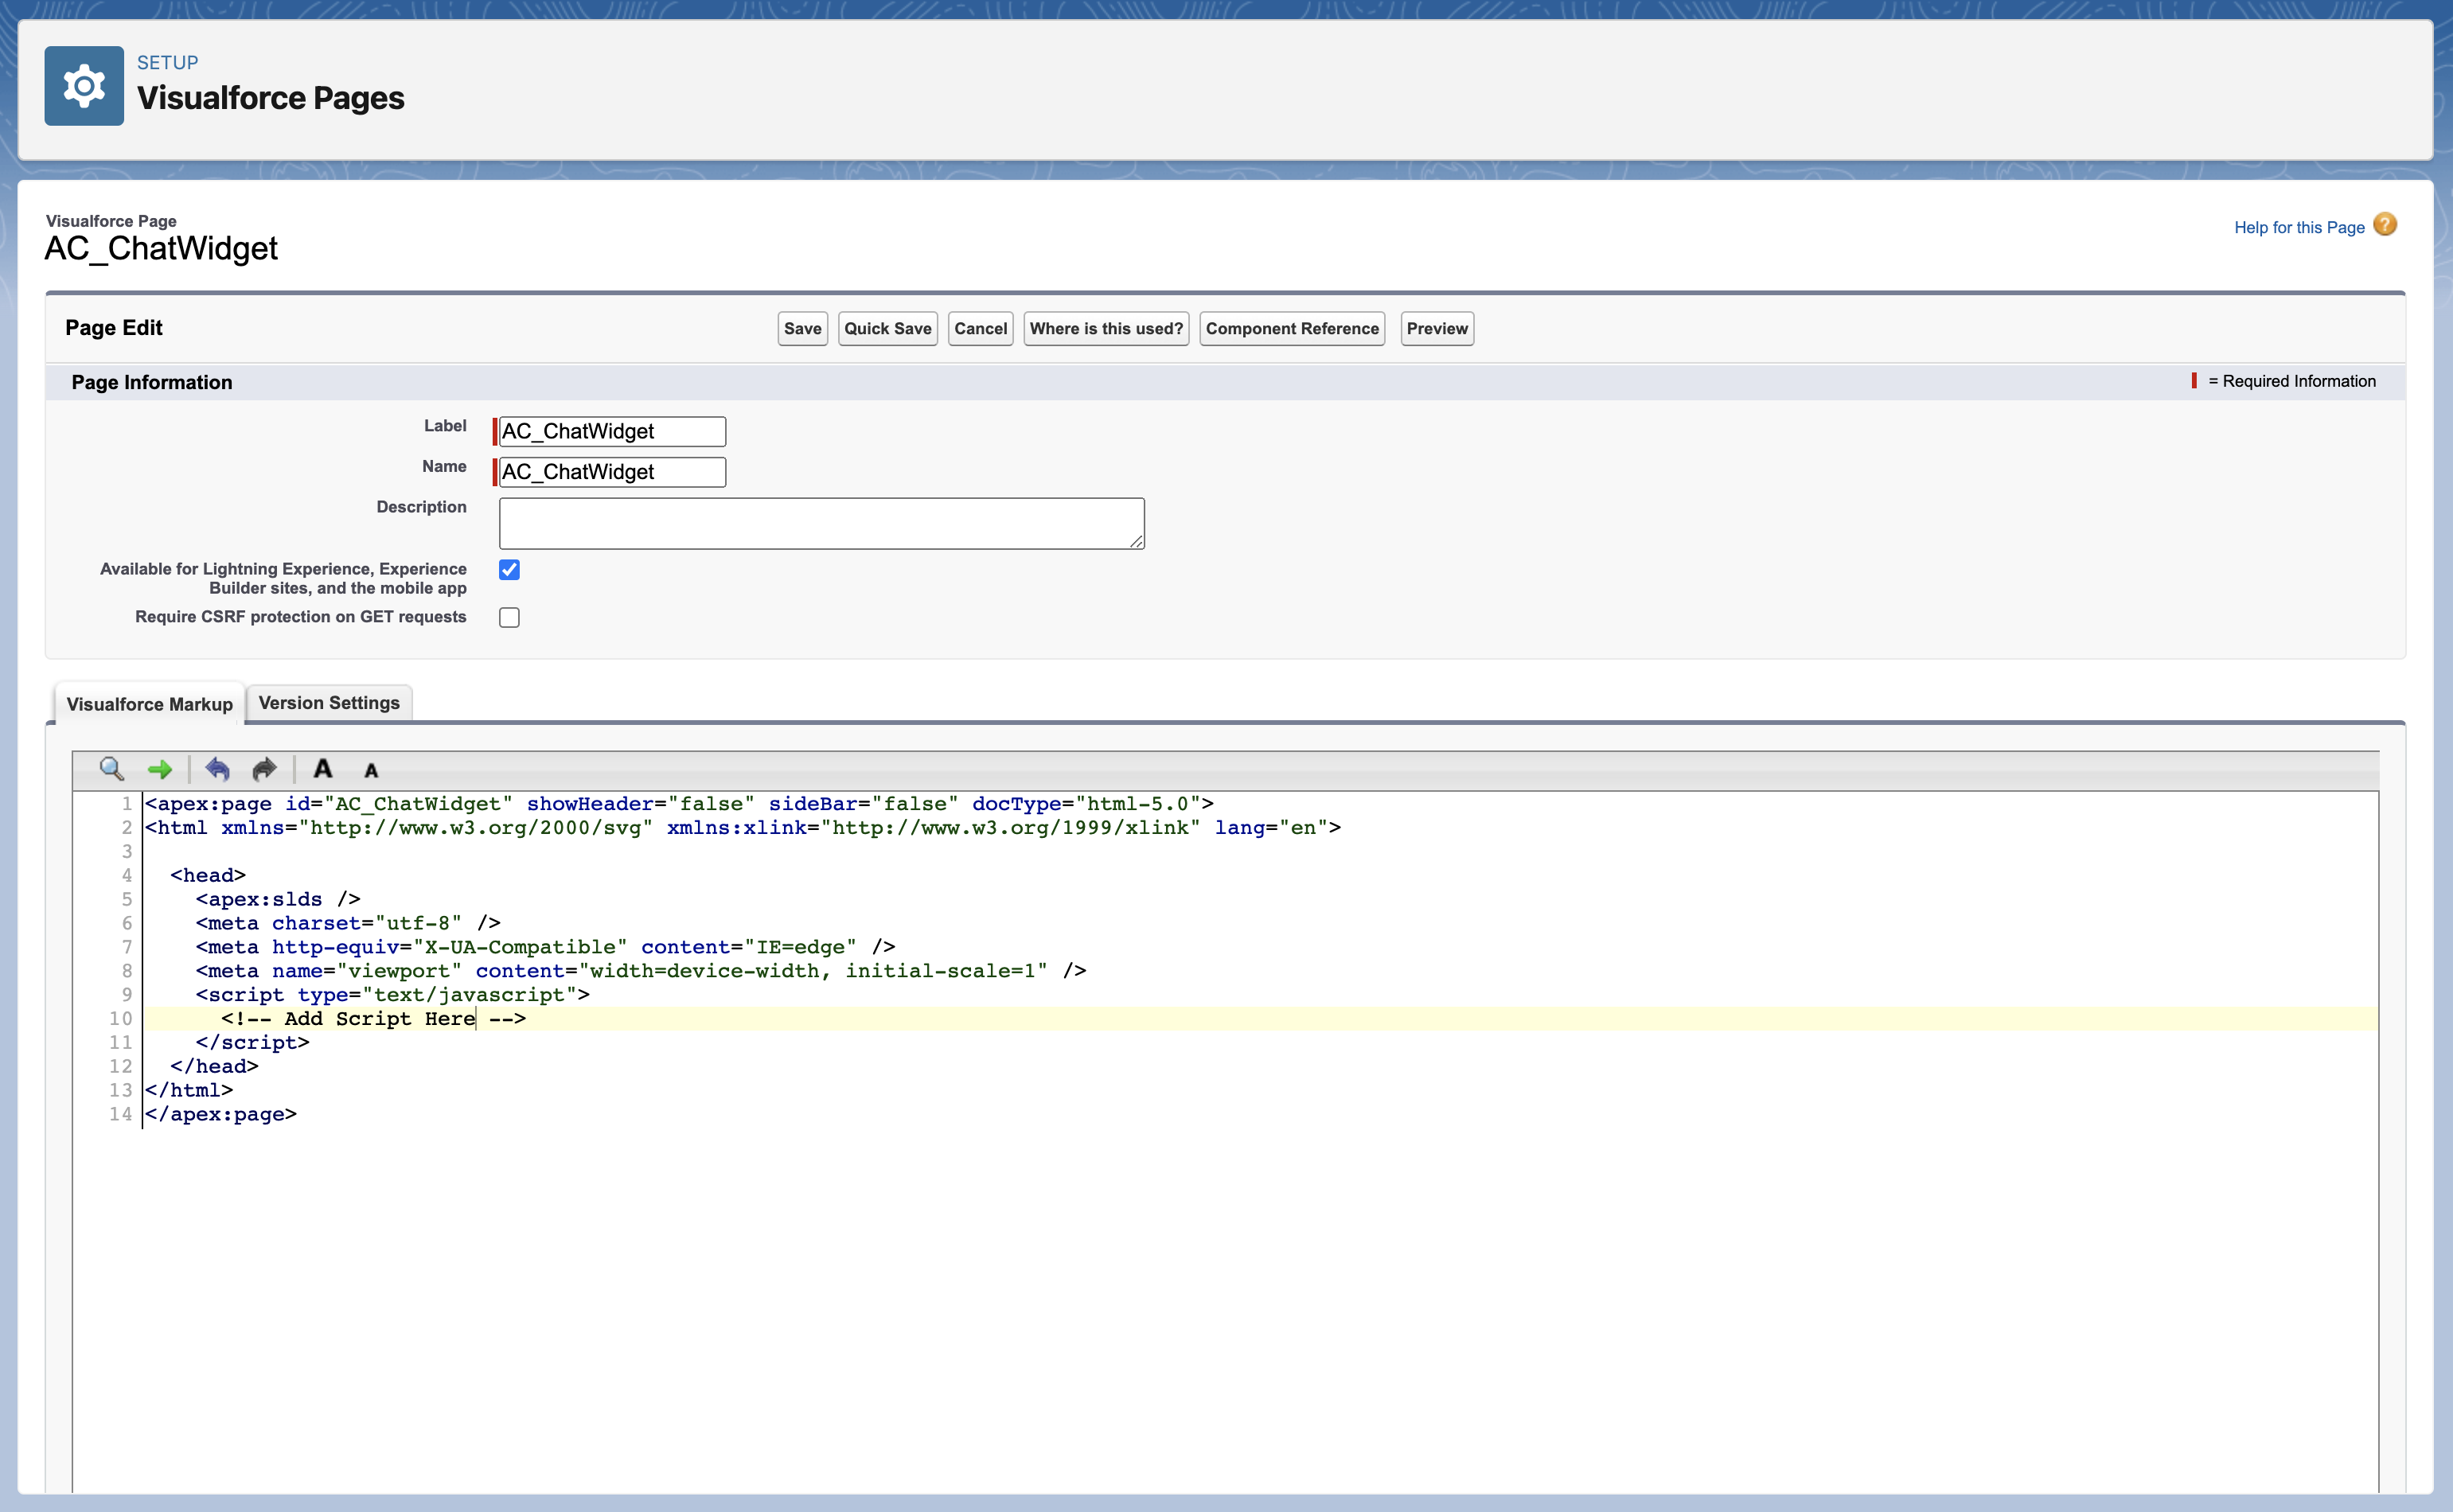 SETUP
Visualforce Pages
Visualforce Page
AC_ChatWidget
Help for this Page ?
Page Edit
Save Quick Save Cancel Where is this used? Component Reference Preview
Page Information
= Required Information
Label AC_ChatWidget
Name AC_ChatWidget
Description
Available for Lightning Experience, Experience
Builder sites, and the mobile app
Require CSRF protection on GET requests
Visualforce Markup Version Settings
A A
1 <apex:page id="AC_ChatWidget" showHeader="false" sideBar="false" docType="html-5.0">
2 <html xmlns="http://www.w3.org/2000/svg" xmlns:xlink="http://www.w3.org/1999/xlink" lang="en">
3
4 <head>
5 <apex:slds />
6 <meta charset="utf-8" />
7 <meta http-equiv="X-UA-Compatible" content="IE=edge" />
8 <meta name="viewport" content="width=device-width, initial-scale=1" />
9 <script type="text/javascript">
10 <!-- Add Script Here -->
11 </script>
12 </head>
13 </html>
14 </apex:page>